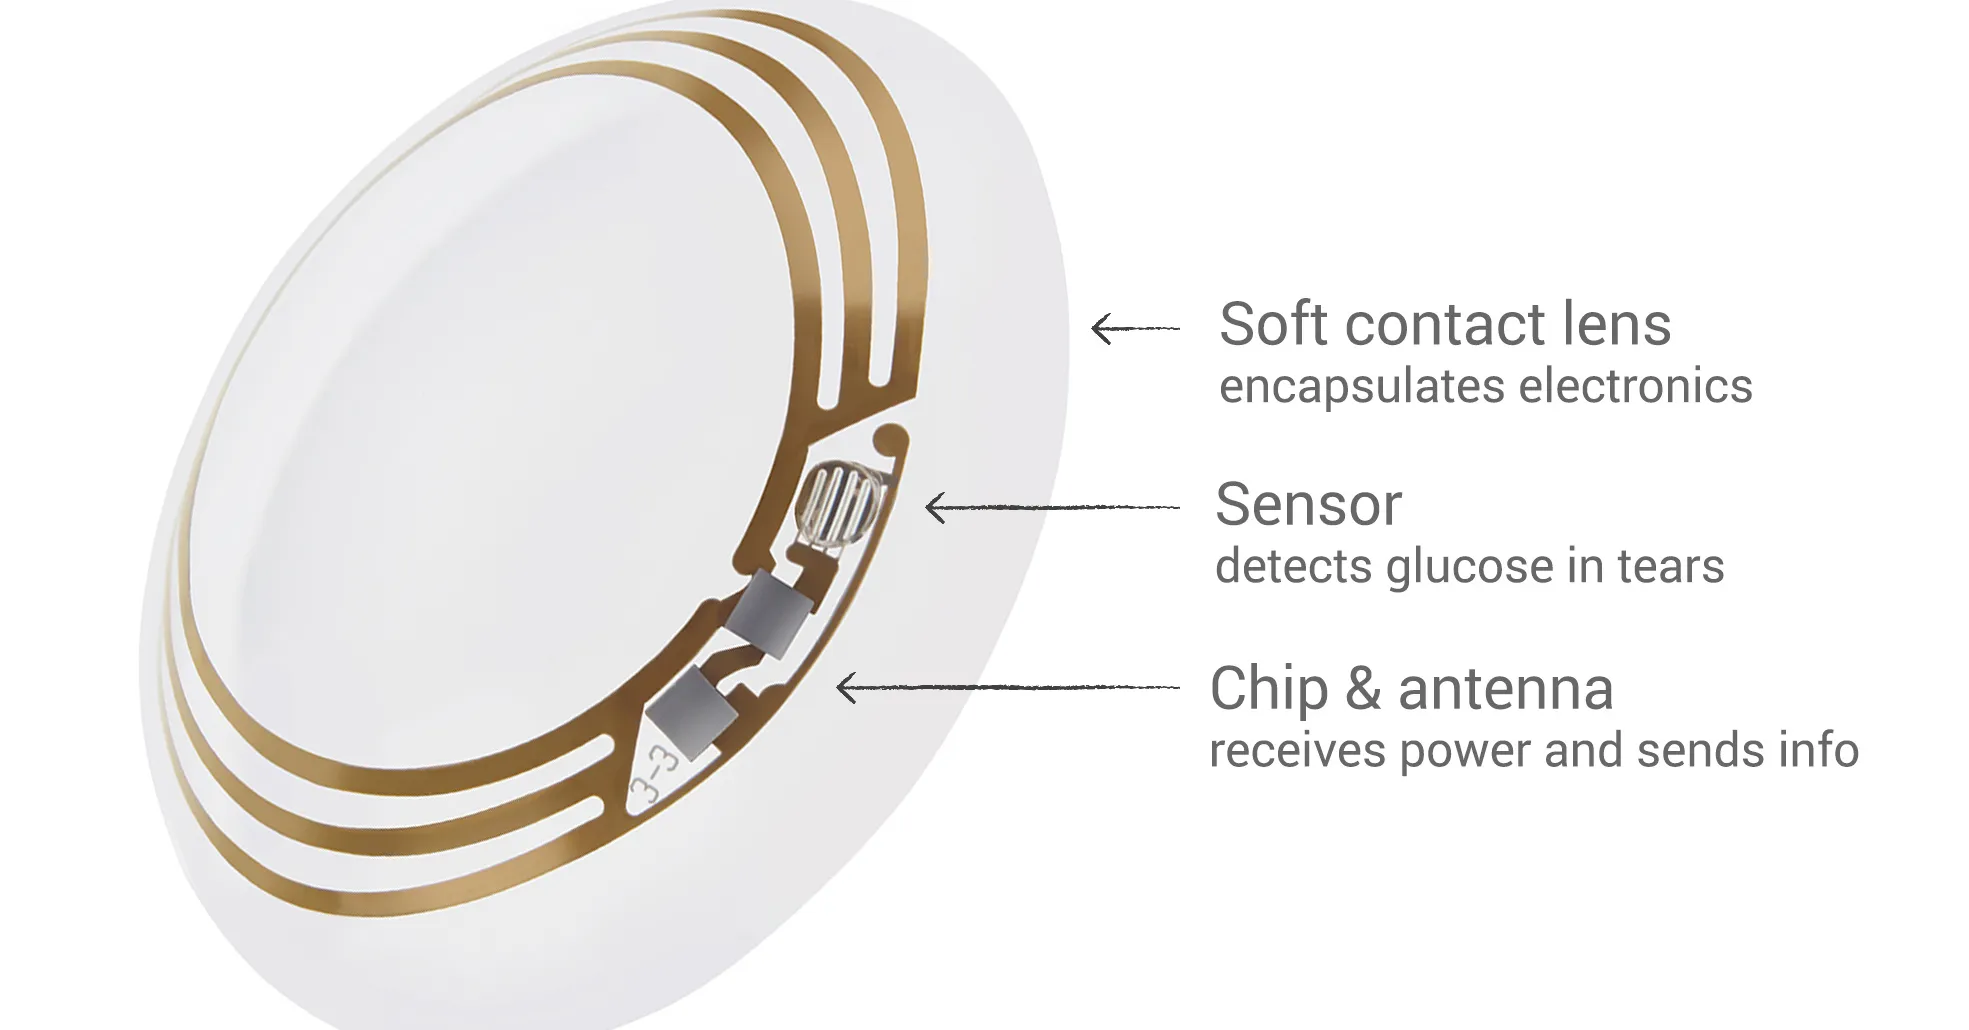 Soft contact lens
encapsulates electronics
Sensor
detects glucose in tears
Chip & antenna
receives power and sends info
3-3